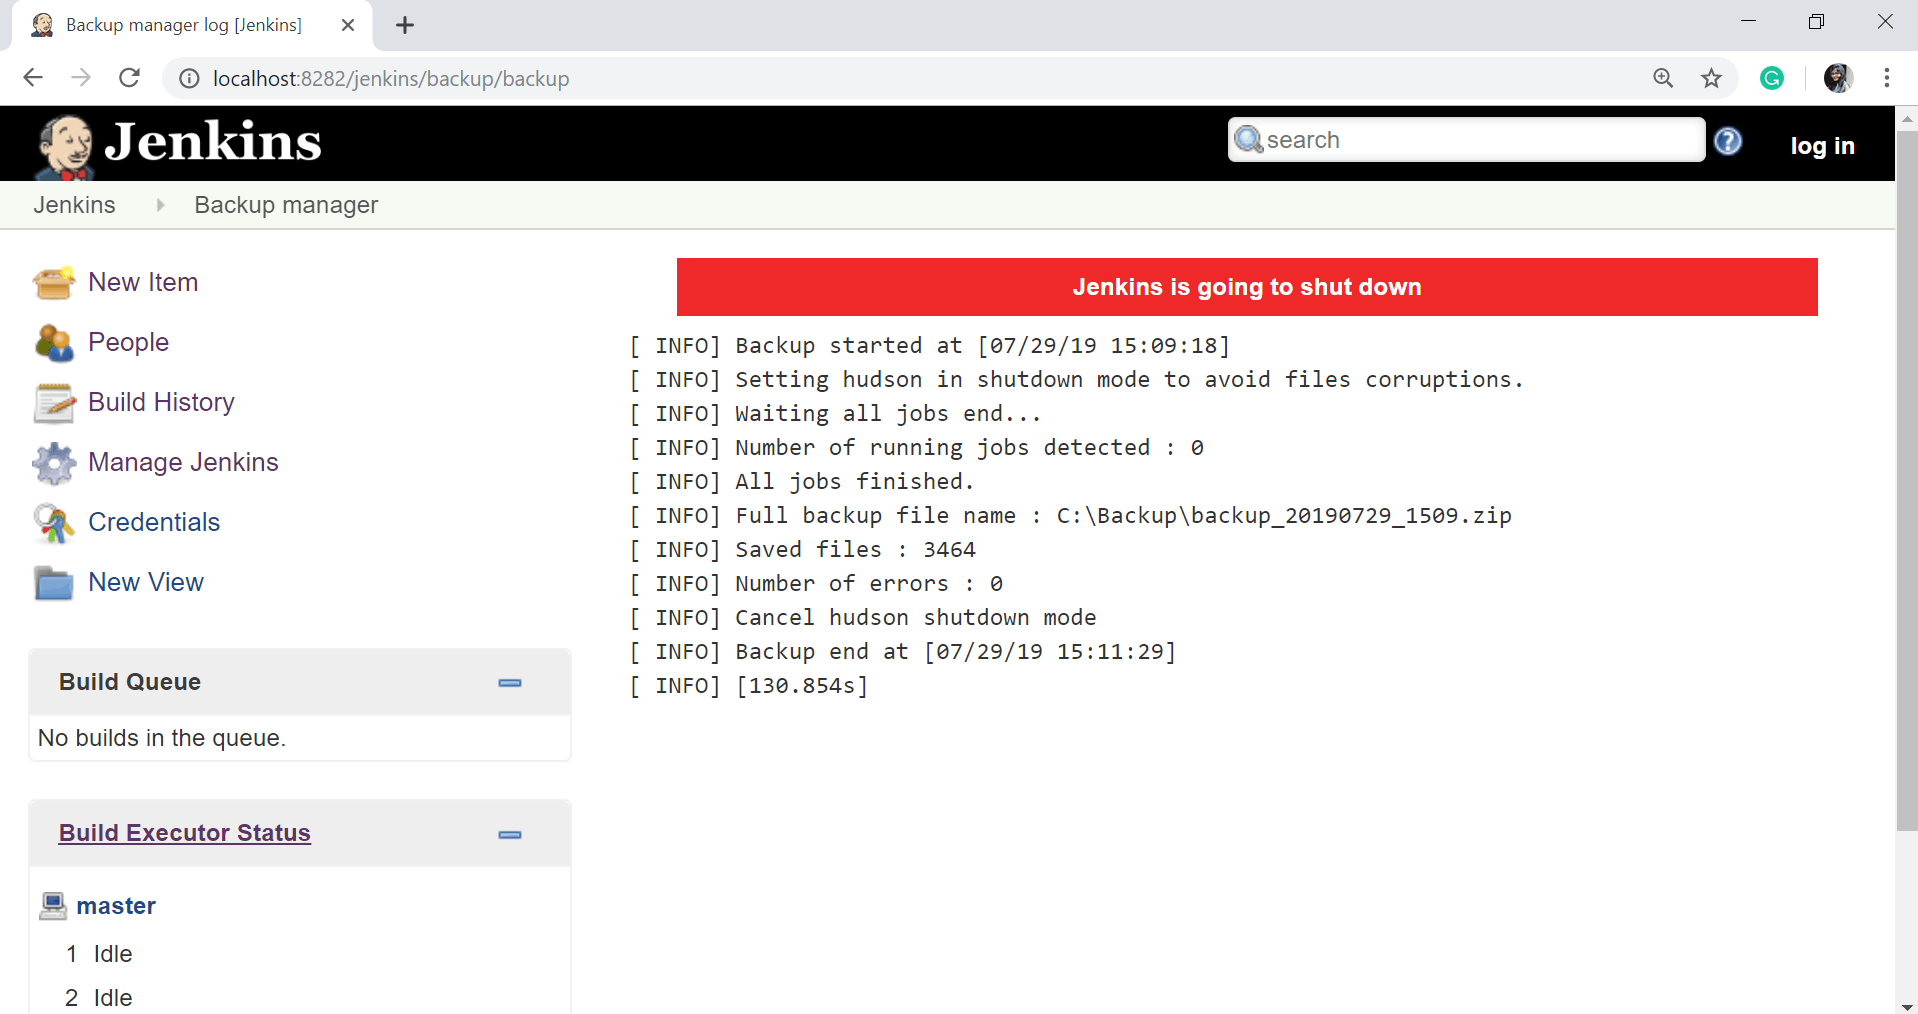 Backup manager log [Jenkins]
localhost:8282/jenkins/backup/backup
Jenkins
search
log in
Jenkins
Backup manager
New Item
People
Build History
Manage Jenkins
Credentials
New View
Build Queue
No builds in the queue.
Build Executor Status
master
1 Idle
2 Idle
Jenkins is going to shut down
[ INFO] Backup started at [07/29/19 15:09:18]
[ INFO] Setting hudson in shutdown mode to avoid files corruptions.
[ INFO] Waiting all jobs end...
[ INFO] Number of running jobs detected : 0
[ INFO] All jobs finished.
[ INFO] Full backup file name : C:\Backup\backup_20190729_1509.zip
[ INFO] Saved files : 3464
[ INFO] Number of errors : 0
[ INFO] Cancel hudson shutdown mode
[ INFO] Backup end at [07/29/19 15:11:29]
[ INFO] [130.854s]